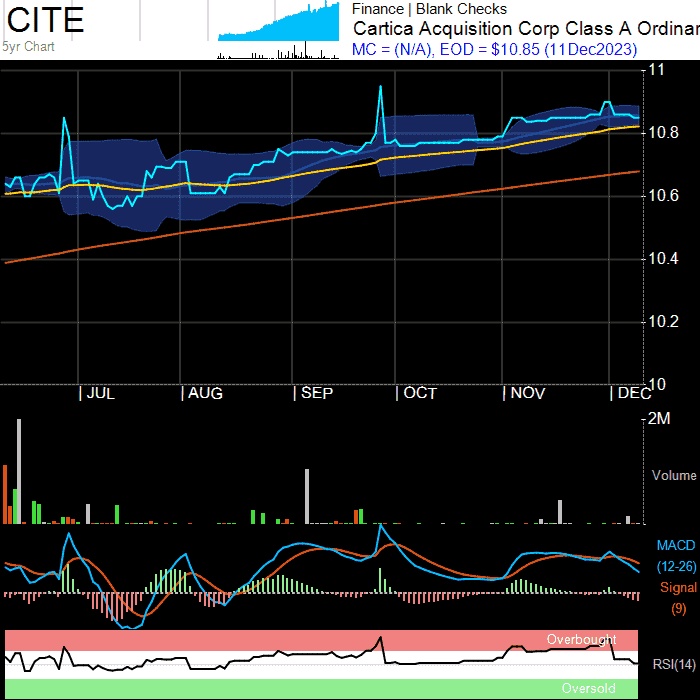 CITE
5yr Chart
Finance | Blank Checks
Cartica Acquisition Corp Class A Ordinar
MC = (N/A), EOD = $10.85 (11Dec2023)
11
10.8
10.6
10.4
10.2
10
JUL
AUG
SEP
OCT
NOV
DEC
2M
Volume
MACD
(12-26)
Signal
(9)
Overbought
RSI(14)
Oversold